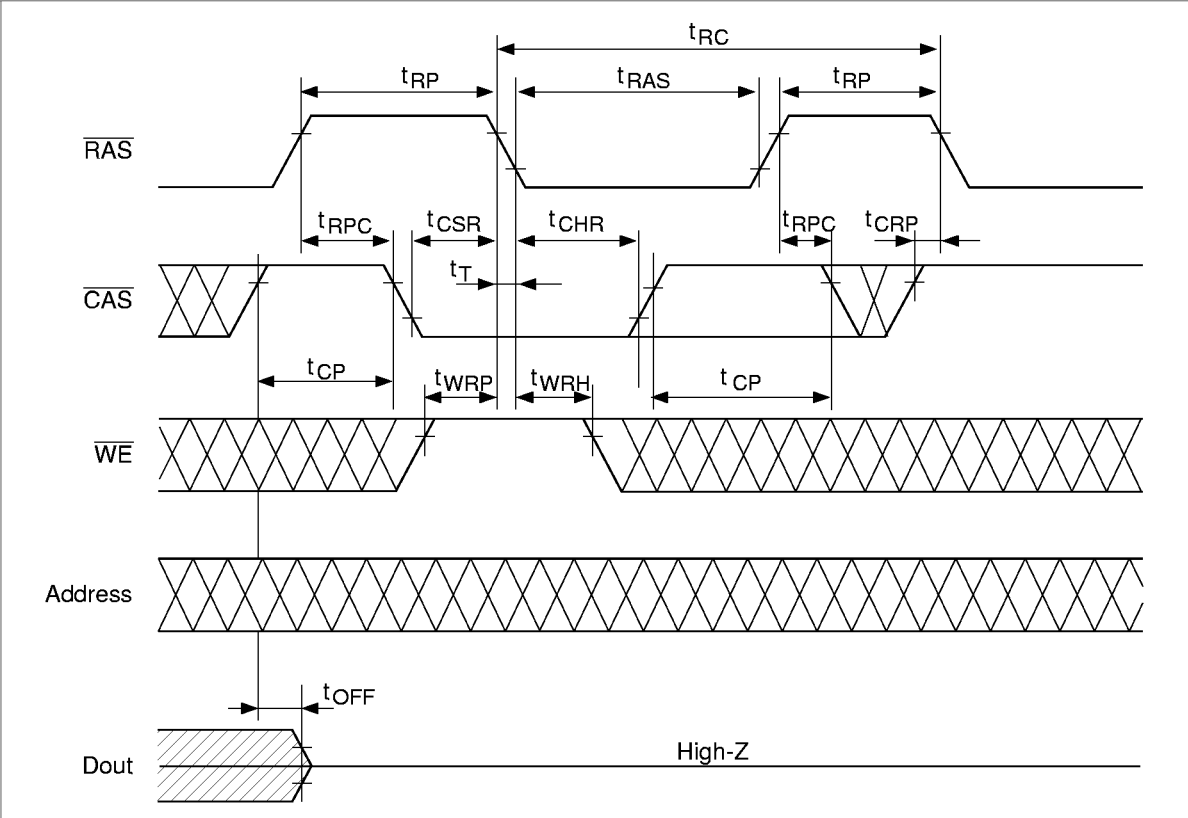 tRC
tRP tRAS tRP
RAS
tRPC tCSR tCHR tRPC tCRP
tT
CAS
tCP tWRP tWRH tCP
WE
Address
tOFF
High-Z
Dout